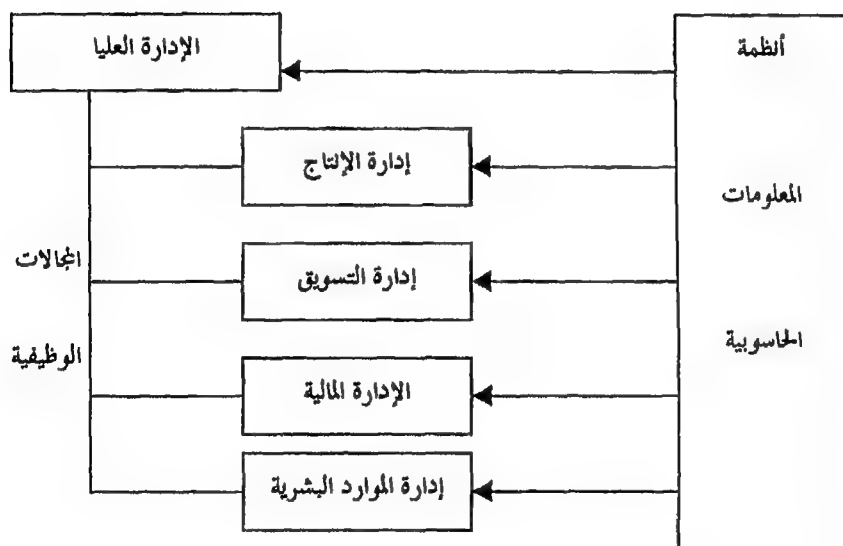 الإدارة العليا
أنظمة
إدارة الإنتاج
المعلومات
إدارة التسويق
المجالات
الحاسوبية
الوظيفية
الإدارة المالية
إدارة الموارد البشرية